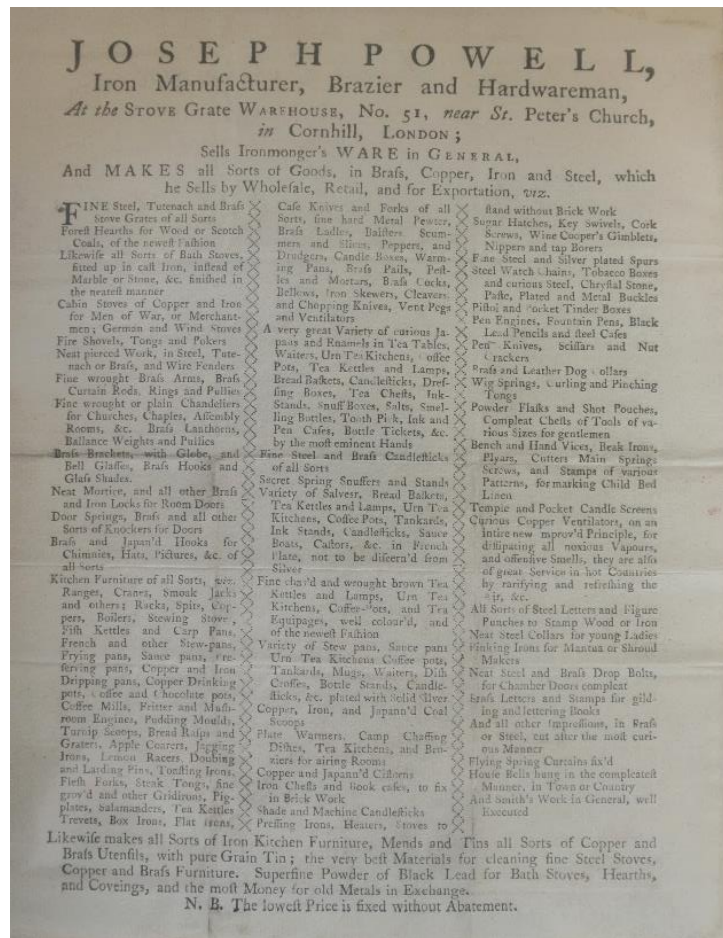 JOSEPH POWELL,
Iron Manufacturer, Brazier and Hardwareman,
At the STOVE Grate WAREHOUSE, No. 51, near St. Peter's Church,
in Cornhill, LONDON;
Sells Ironmonger's WARE in GENERAL,
And MAKES all Sorts of Goods, in Braſs, Copper, Iron and Steel, which
he Sells by Wholeſale, Retail, and for Exportation, viz.
FINE Steel, Tutenach and Braſs
Stove Grates of all Sorts
Foreſt Hearths for Wood or Scotch
Coals, of the neweſt Faſhion
Likewiſe all Sorts of Bath Stoves,
fitted up in caſt Iron, inſtead of
Marble or Stone, &c. finiſhed in
the neateſt manner
Cabin Stoves of Copper and Iron
for Men of War, or Merchant-
men; German and Wind Stoves
Fire Shovels, Tongs and Pokers
Neat pierced Work, in Steel, Tute-
nach or Braſs, and Wire Fenders
Fine wrought Braſs Arms, Braſs
Curtain Rods, Rings and Pullies
Fine wrought or plain Chandeliers
for Churches, Chaples, Aſſembly
Rooms, &c. Braſs Lanthorns,
Ballance Weights and Pullies
Braſs Brackets, with Globe, and
Bell Glaſſes, Braſs Hooks and
Glaſs Shades.
Neat Mortice, and all other Braſs
and Iron Locks for Room Doors
Door Springs, Braſs and all other
Sorts of Knockers for Doors
Braſs and Japan'd Hooks for
Chimnies, Hats, Pictures, &c. of
all Sorts
Kitchen Furniture of all Sorts, viz.
Ranges, Cranes, Smoak Jacks
and others; Racks, Spits, Cop-
pers, Boilers, Stewing Stove,
Fiſh Kettles and Carp Pans,
French and other Stew-pans,
Frying pans, Sauce pans, Pre-
ſerving pans, Copper and Iron
Dripping pans, Copper Drinking
pots, Coffee and Chocolate pots,
Coffee Mills, Fritter and Muſh-
room Engines, Pudding Moulds,
Turnip Scoops, Bread Raſps and
Graters, Apple Coarers, Jagging
Irons, Lemon Racers, Doubing
and Larding Pins, Toaſting Irons,
Fleſh Forks, Steak Tongs, fine
grov'd and other Gridirons, Pig-
plates, Salamanders, Tea Kettles
Trevets, Box Irons, Flat Irons,
Caſe Knives and Forks of all
Sorts, fine hard Metal Pewter,
Braſs Ladles, Baſters, Scum-
mers and Slices, Peppers, and
Drudgers, Candle Boxes, Warm-
ing Pans, Braſs Pails, Peſt-
les and Mortars, Braſs Cocks,
Bellows, Iron Skewers, Cleavers,
and Chopping Knives, Vent Pegs
and Ventilators
A very great Variety of curious Ja-
pans and Enamels in Tea Tables,
Waiters, Urn Tea Kitchens, Coffee
Pots, Tea Kettles and Lamps,
Bread Baſkets, Candleſticks, Dreſ-
ſing Boxes, Tea Cheſts, Ink-
Stands, Snuff Boxes, Salts, Smel-
ling Bottles, Tooth Pick, Ink and
Pen Caſes, Bottle Tickets, &c.
by the moſt eminent Hands
Fine Steel and Braſs Candleſticks
of all Sorts
Secret Spring Snuffers and Stands
Variety of Salvers, Bread Baſkets,
Tea Kettles and Lamps, Urn Tea
Kitchens, Coffee Pots, Tankards,
Ink Stands, Candleſticks, Sauce
Boats, Caſtors, &c. in French
Plate, not to be diſcern'd from
Silver
Fine chas'd and wrought brown Tea
Kettles and Lamps, Urn Tea
Kitchens, Coffee-Pots, and Tea
Equipages, well colour'd, and
of the neweſt Faſhion
Variety of Stew pans, Sauce pans
Urn Tea Kitchens Coffee pots,
Tankards, Mugs, Waiters, Diſh
Croſſes, Bottle Stands, Candle-
ſticks, &c. plated with Solid Silver
Copper, Iron, and Japann'd Coal
Scoops
Plate Warmers, Camp Chaffing
Diſhes, Tea Kitchens, and Bra-
ziers for airing Rooms
Copper and Japann'd Ciſterns
Iron Cheſts and Book caſes, to fix
in Brick Work
Shade and Machine Candleſticks
Preſſing Irons, Heaters, Stoves to
ſtand without Brick Work
Sugar Hatches, Key Swivels, Cork
Screws, Wine Cooper's Gimblets,
Nippers and tap Borers
Fine Steel and Silver plated Spurs
Steel Watch Chains, Tobacco Boxes
and curious Steel, Chryſtal Stone,
Paſte, Plated and Metal Buckles
Piſtol and Pocket Tinder Boxes
Pen Engines, Fountain Pens, Black
Lead Pencils and ſteel Caſes
Pen Knives, Sciſſars and Nut
Crackers
Braſs and Leather Dog Collars
Wig Springs, Curling and Pinching
Tongs
Powder Flaſks and Shot Pouches,
Compleat Cheſts of Tools of va-
rious Sizes for gentlemen
Bench and Hand Vices, Beak Irons,
Plyars, Cutters Main Springs
Screws, and Stamps of various
Patterns, for marking Child Bed
Linen
Temple and Pocket Candle Screens
Curious Copper Ventilators, on an
intire new mprov'd Principle, for
diſſipating all noxious Vapours,
and offenſive Smells, they are alſo
of great Service in hot Countries
by rarifying and refreſhing the
Air, &c.
All Sorts of Steel Letters and Figure
Punches to Stamp Wood or Iron
Neat Steel Collars for young Ladies
Pinking Irons for Mantua or Shroud
Makers
Neat Steel and Braſs Drop Bolts,
for Chamber Doors compleat
Braſs Letters and Stamps for gild-
ing and lettering Books
And all other Impreſſions, in Braſs
or Steel, cut after the moſt curi-
ous Manner
Flying Spring Curtains fix'd
Houſe Bells hung in the compleateſt
Manner, in Town or Country
And Smith's Work in General, well
Executed
Likewiſe makes all Sorts of Iron Kitchen Furniture, Mends and Tins all Sorts of Copper and
Braſs Utenſils, with pure Grain Tin; the very beſt Materials for cleaning fine Steel Stoves,
Copper and Braſs Furniture. Superfine Powder of Black Lead for Bath Stoves, Hearths,
and Coveings, and the moſt Money for old Metals in Exchange.
N. B. The loweſt Price is fixed without Abatement.